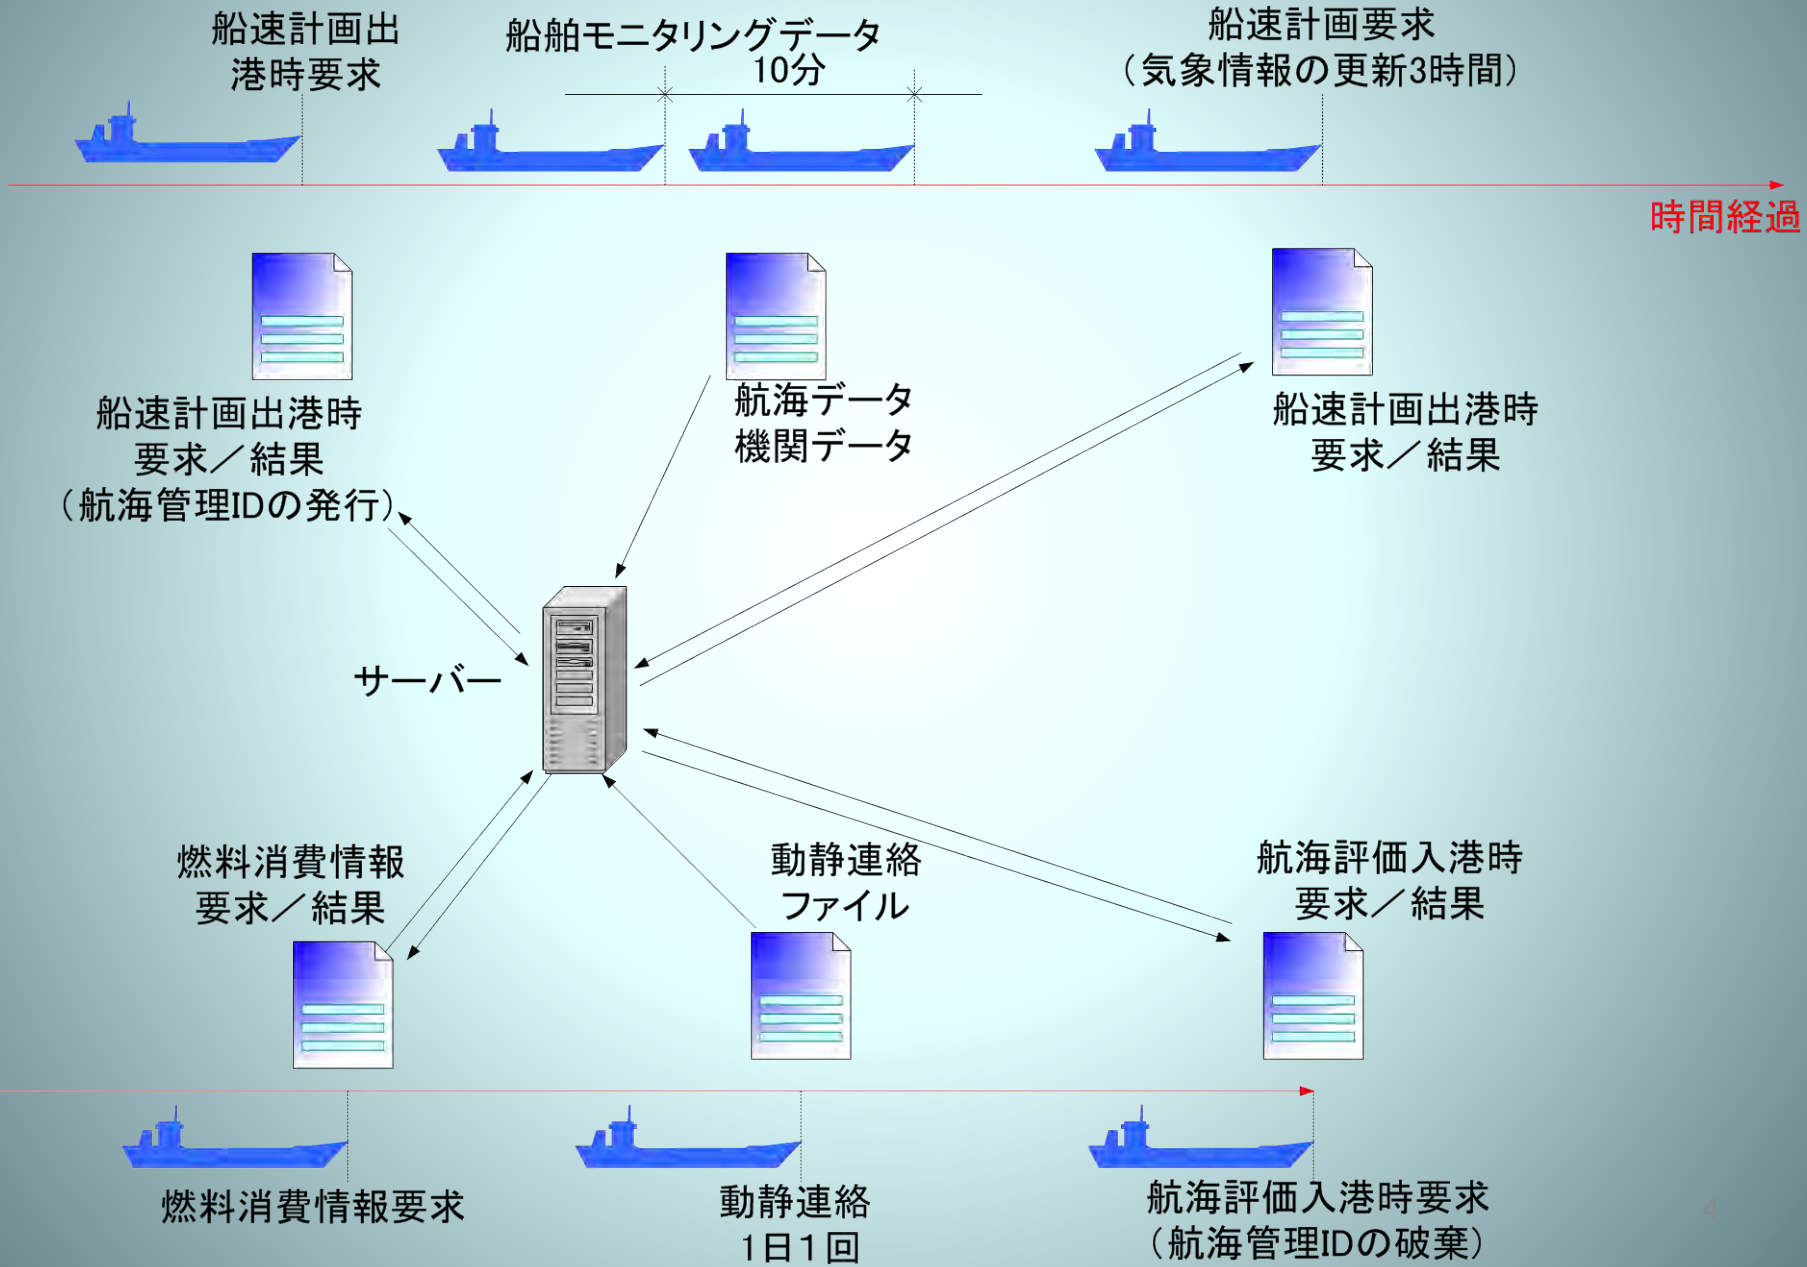 船速計画出
港時要求
船舶モニタリングデータ
10分
船速計画要求
（気象情報の更新3時間）
時間経過
船速計画出港時
要求／結果
（航海管理IDの発行）
航海データ
機関データ
船速計画出港時
要求／結果
サーバー
燃料消費情報
要求／結果
動静連絡
ファイル
航海評価入港時
要求／結果
燃料消費情報要求
動静連絡
1日１回
航海評価入港時要求
（航海管理IDの破棄）
4